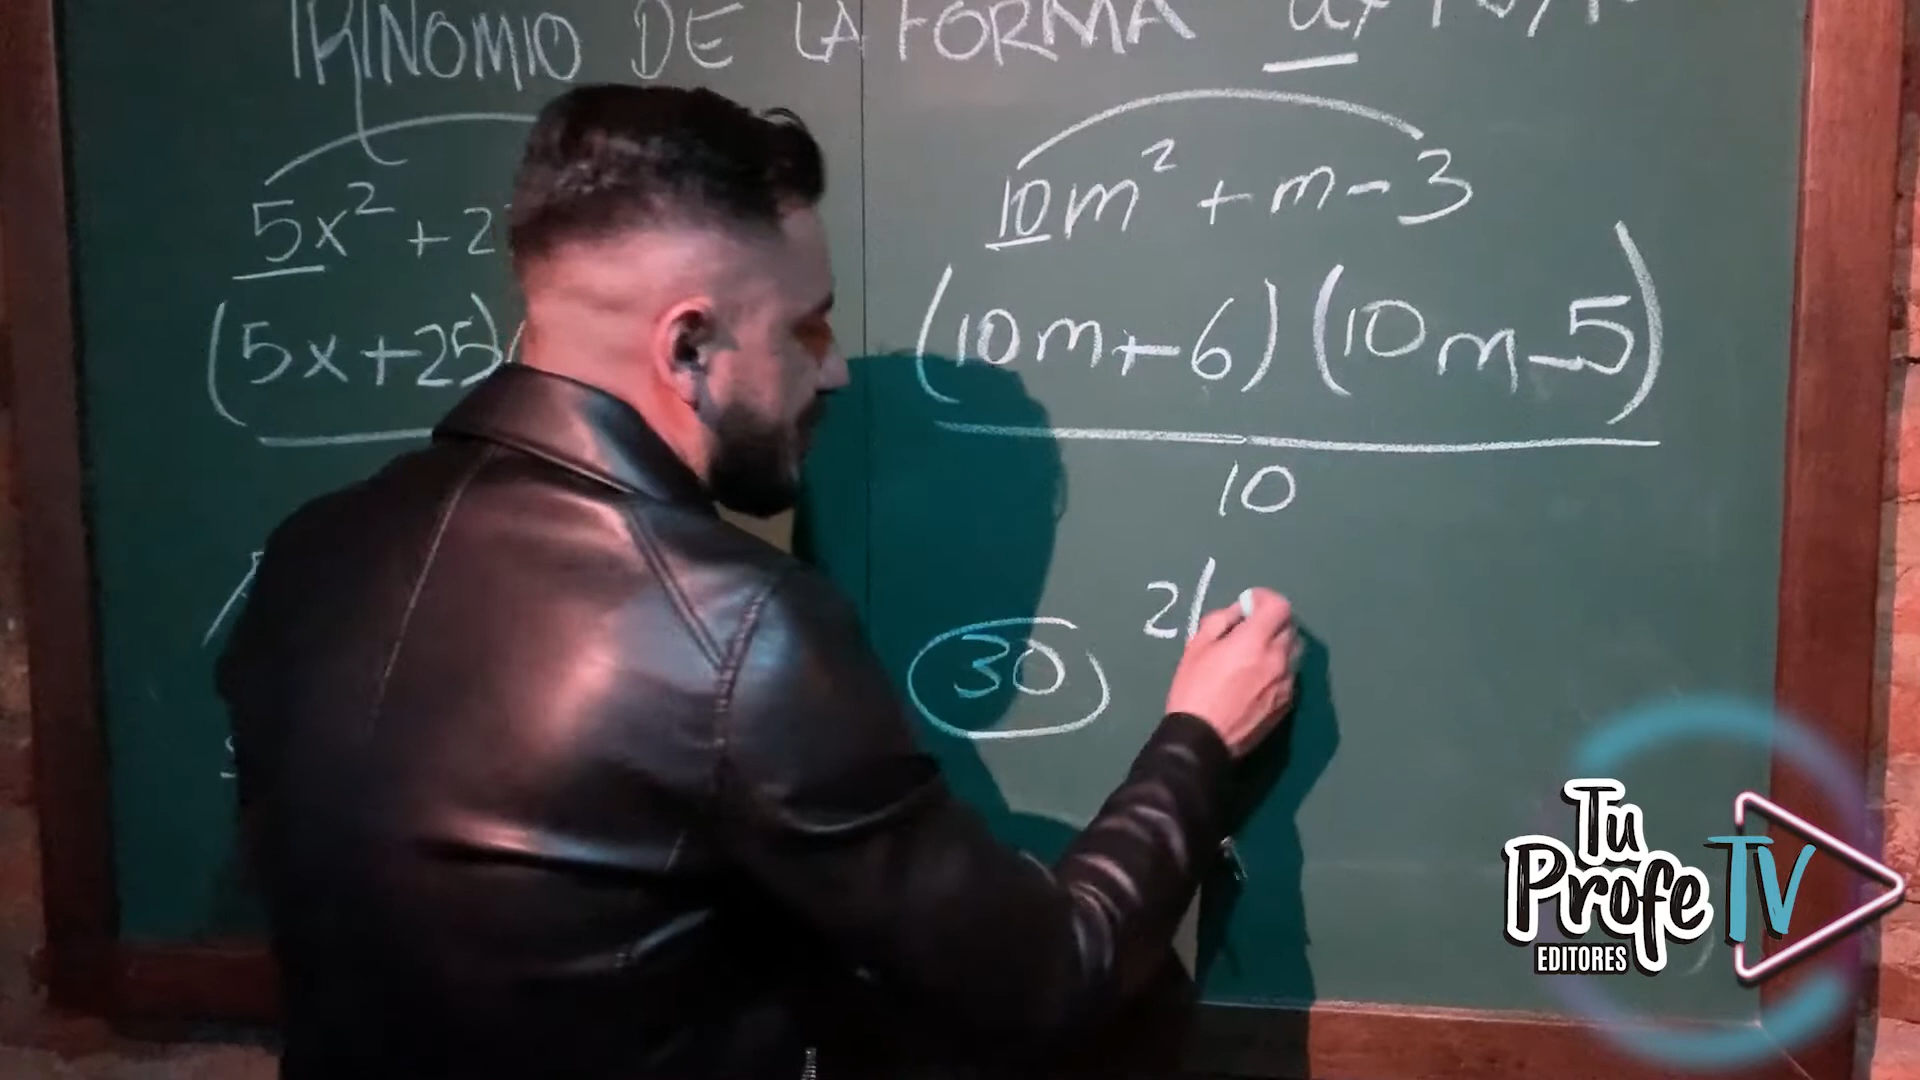 TRINOMIO DE LA FORMA
5x² + 2
10m² + m - 3
(5x+25)
(10m+6) (10m-5)
10
2/
30
Tu
Profe TV
EDITORES